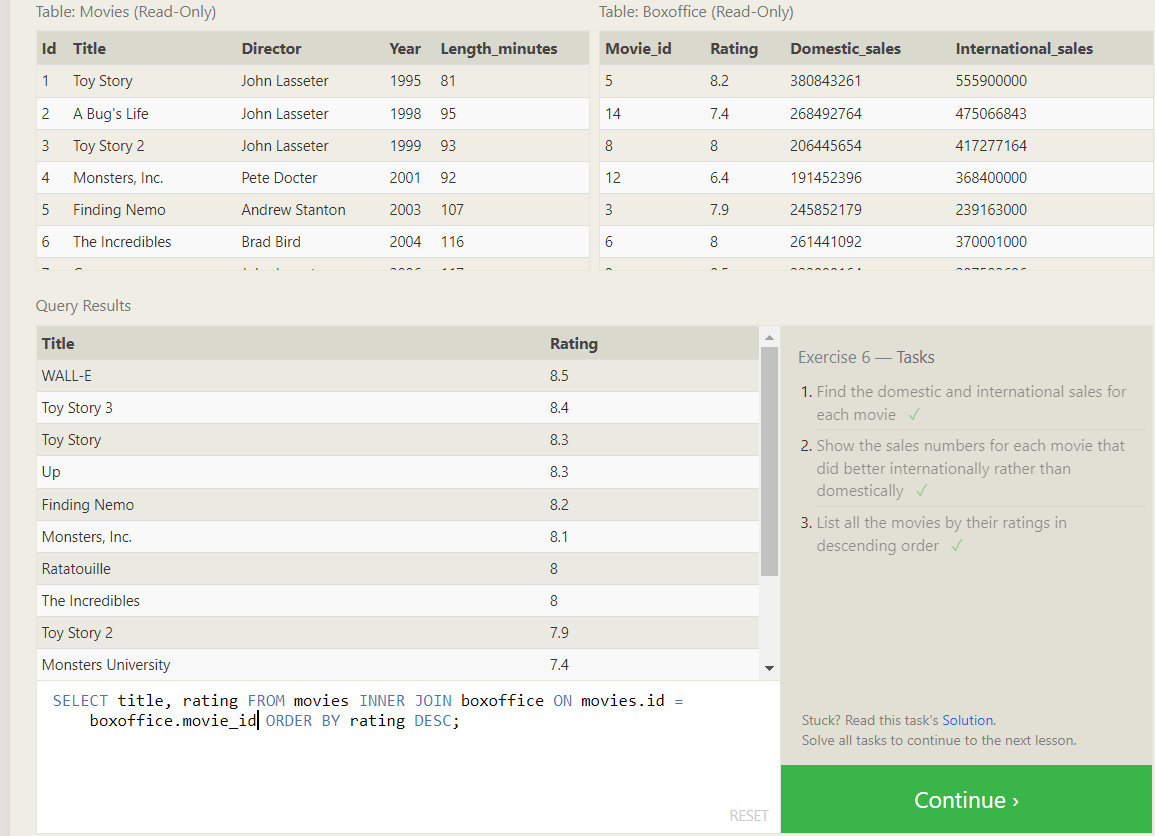 Table: Movies (Read-Only)
Id Title Director Year Length_minutes
1 Toy Story John Lasseter 1995 81
2 A Bug's Life John Lasseter 1998 95
3 Toy Story 2 John Lasseter 1999 93
4 Monsters, Inc. Pete Docter 2001 92
5 Finding Nemo Andrew Stanton 2003 107
6 The Incredibles Brad Bird 2004 116
Table: Boxoffice (Read-Only)
Movie_id Rating Domestic_sales International_sales
5 8.2 380843261 555900000
14 7.4 268492764 475066843
8 8 206445654 417277164
12 6.4 191452396 368400000
3 7.9 245852179 239163000
6 8 261441092 370001000
Query Results
Title Rating
WALL-E 8.5
Toy Story 3 8.4
Toy Story 8.3
Up 8.3
Finding Nemo 8.2
Monsters, Inc. 8.1
Ratatouille 8
The Incredibles 8
Toy Story 2 7.9
Monsters University 7.4
SELECT title, rating FROM movies INNER JOIN boxoffice ON movies.id =
boxoffice.movie_id ORDER BY rating DESC;
RESET
Exercise 6 — Tasks
1. Find the domestic and international sales for
each movie ✓
2. Show the sales numbers for each movie that
did better internationally rather than
domestically ✓
3. List all the movies by their ratings in
descending order ✓
Stuck? Read this task's Solution.
Solve all tasks to continue to the next lesson.
Continue ›